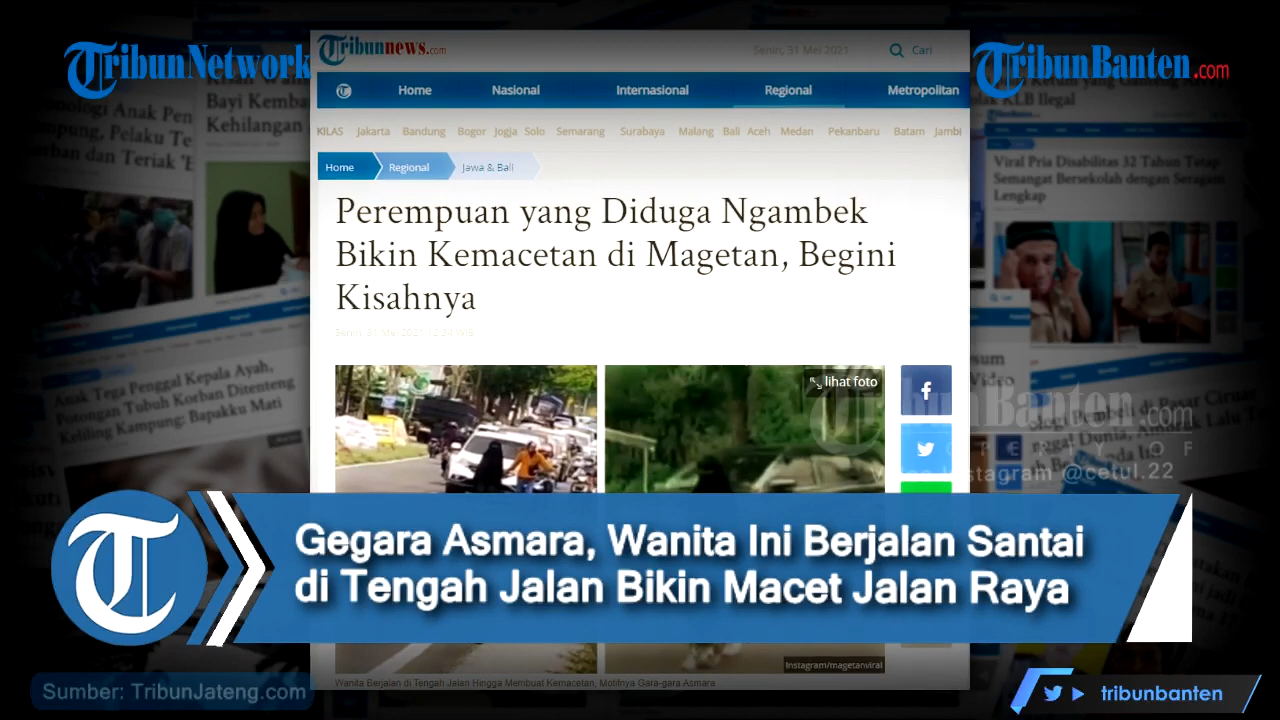 TribunNetwork
Tribunnews.com
Senin, 31 Mei 2021
Cari
TribunBanten.com
Home Nasional Internasional Regional Metropolitan
KILAS Jakarta Bandung Bogor Jogja Solo Semarang Surabaya Malang Bali Aceh Medan Pekanbaru Batam Jambi
Home Regional Jawa & Bali
Perempuan yang Diduga Ngambek
Bikin Kemacetan di Magetan, Begini
Kisahnya
lihat foto
Viral Pria Disabilitas 32 Tahun Tetap
Semangat Bersekolah dengan Seragam
Lengkap
Anak Tega Penggal Kepala Ayah,
Potongan Tubuh Korban Ditenteng
Keliling Kampung: Bapakku Mati
TribunBanten.com
Instagram @cetul.22
Gegara Asmara, Wanita Ini Berjalan Santai
di Tengah Jalan Bikin Macet Jalan Raya
Instagram/magetanviral
Wanita Berjalan di Tengah Jalan Hingga Membuat Kemacetan, Motifnya Gara-gara Asmara
Sumber: TribunJateng.com
tribunbanten